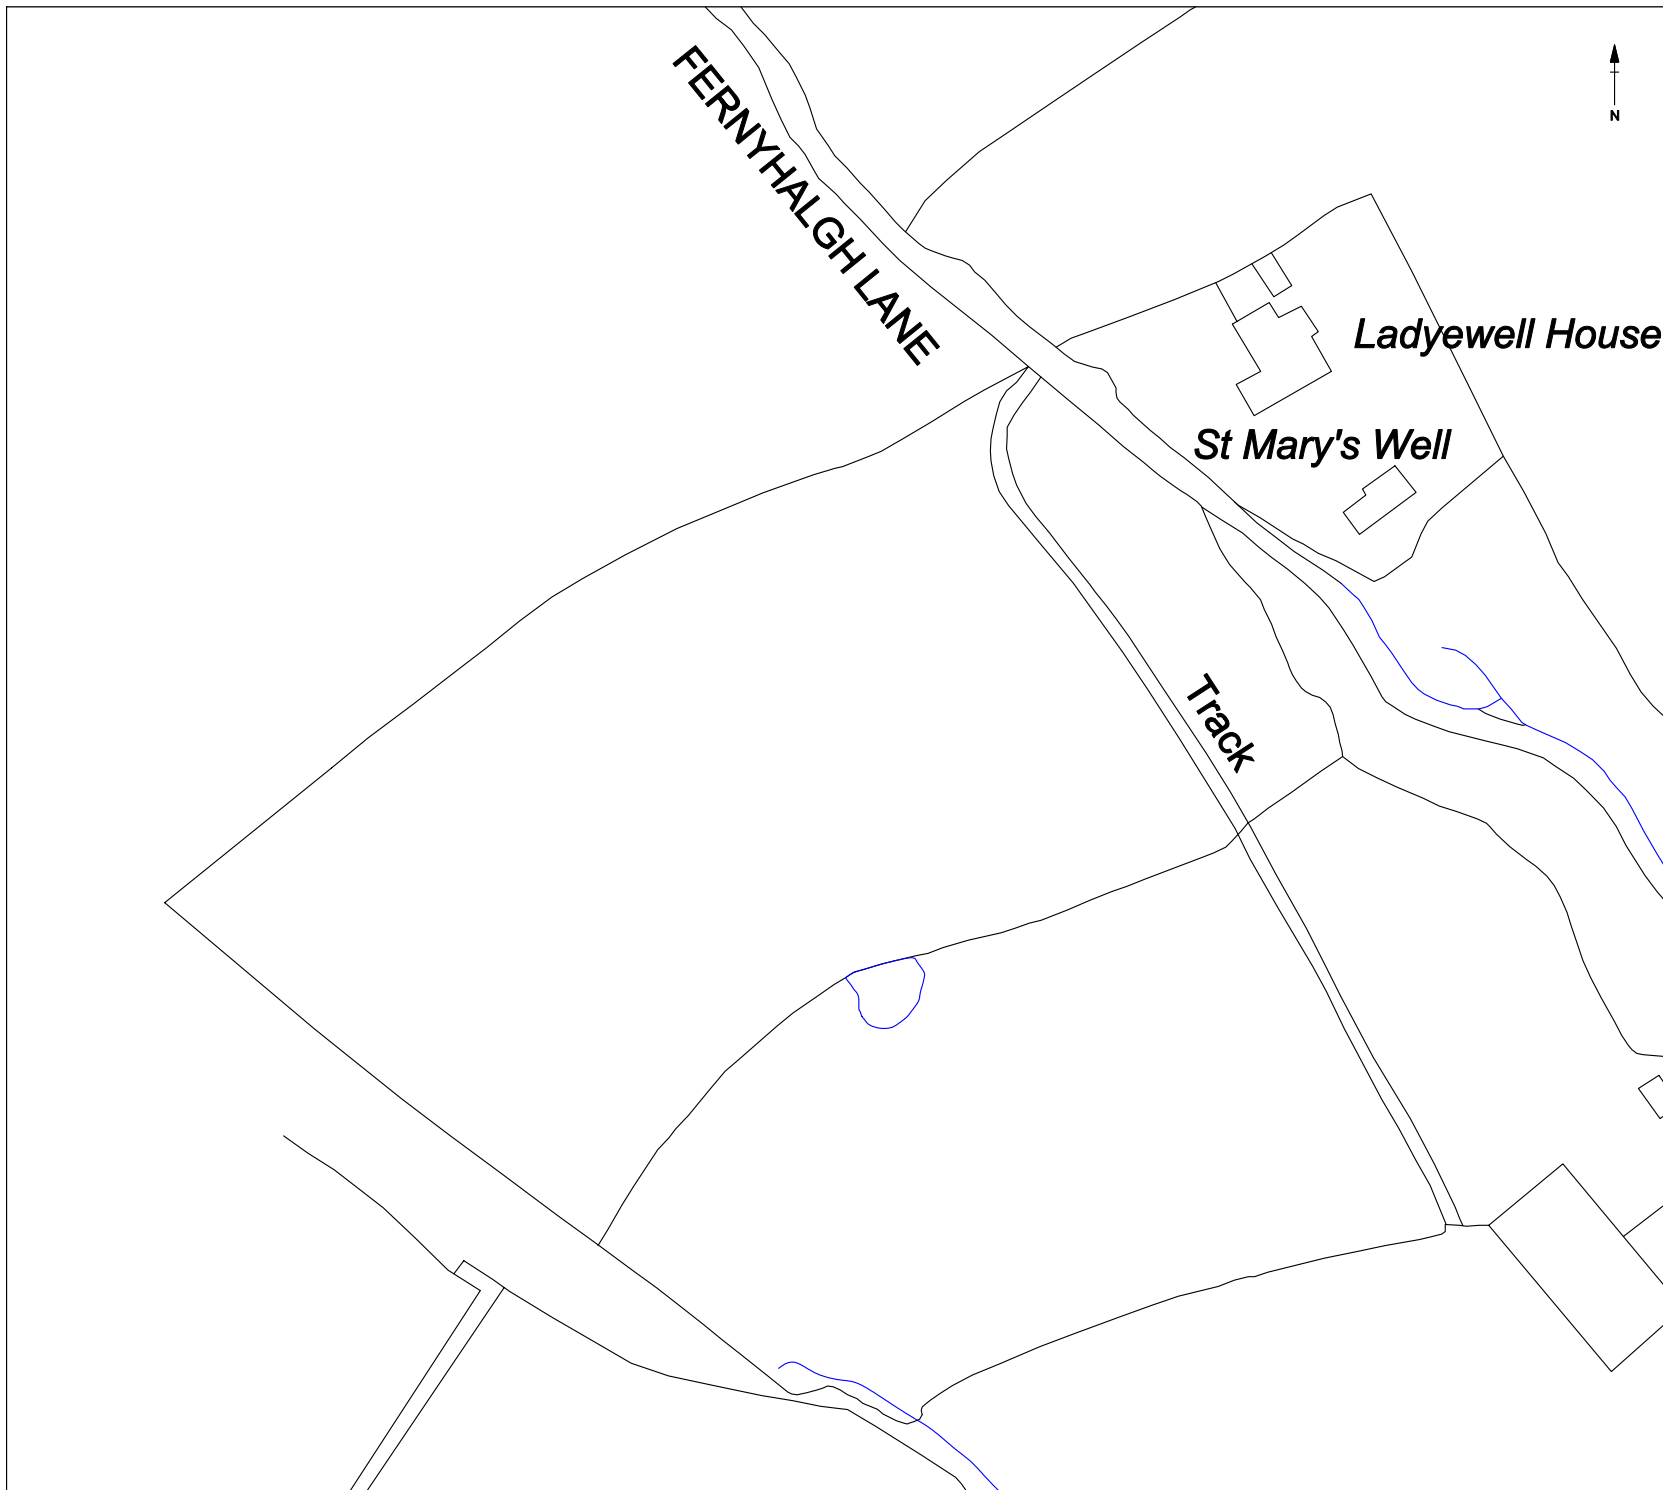 FERNYHALGH LANE
N
Ladyewell House
St Mary's Well
Track